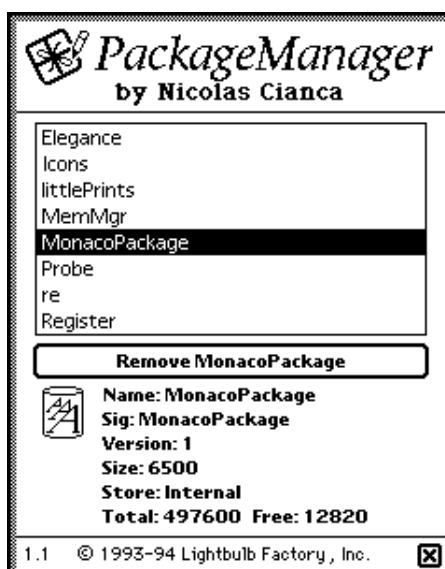 PackageManager
by Nicolas Cianca
Elegance
Icons
littlePrints
MemMgr
MonacoPackage
Probe
re
Register
Remove MonacoPackage
Name: MonacoPackage
Sig: MonacoPackage
Version: 1
Size: 6500
Store: Internal
Total: 497600 Free: 12820
1.1 © 1993-94 Lightbulb Factory, Inc.